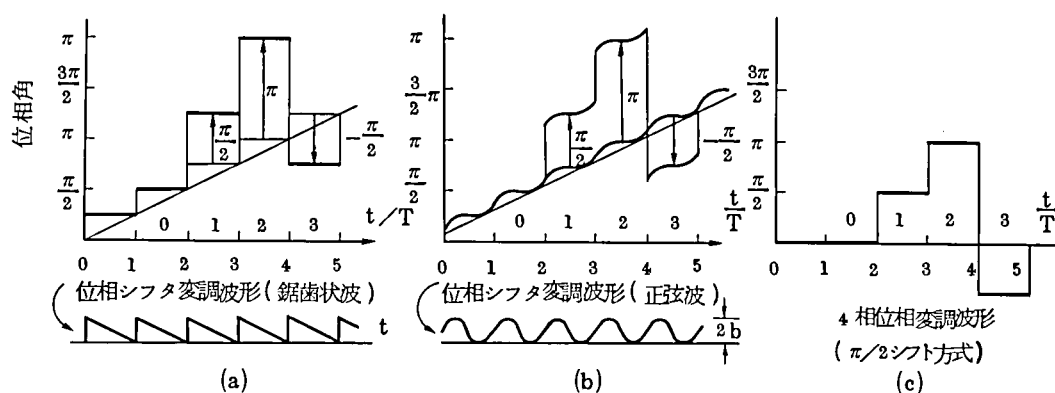 位相角
π
3π/2
π
π/2
π/2
π
-π/2
0 1 2 3
t/T
0 1 2 3 4 5
位相シフタ変調波形(鋸歯状波)
t
(a)
π
3/2 π
π
π/2
π/2
π
-π/2
0 1 2 3
t/T
0 1 2 3 4 5
位相シフタ変調波形(正弦波)
2b
(b)
3π/2
π
π/2
0 1 2 3
t/T
0 1 2 3 4 5
4相位相変調波形
(π/2シフト方式)
(c)